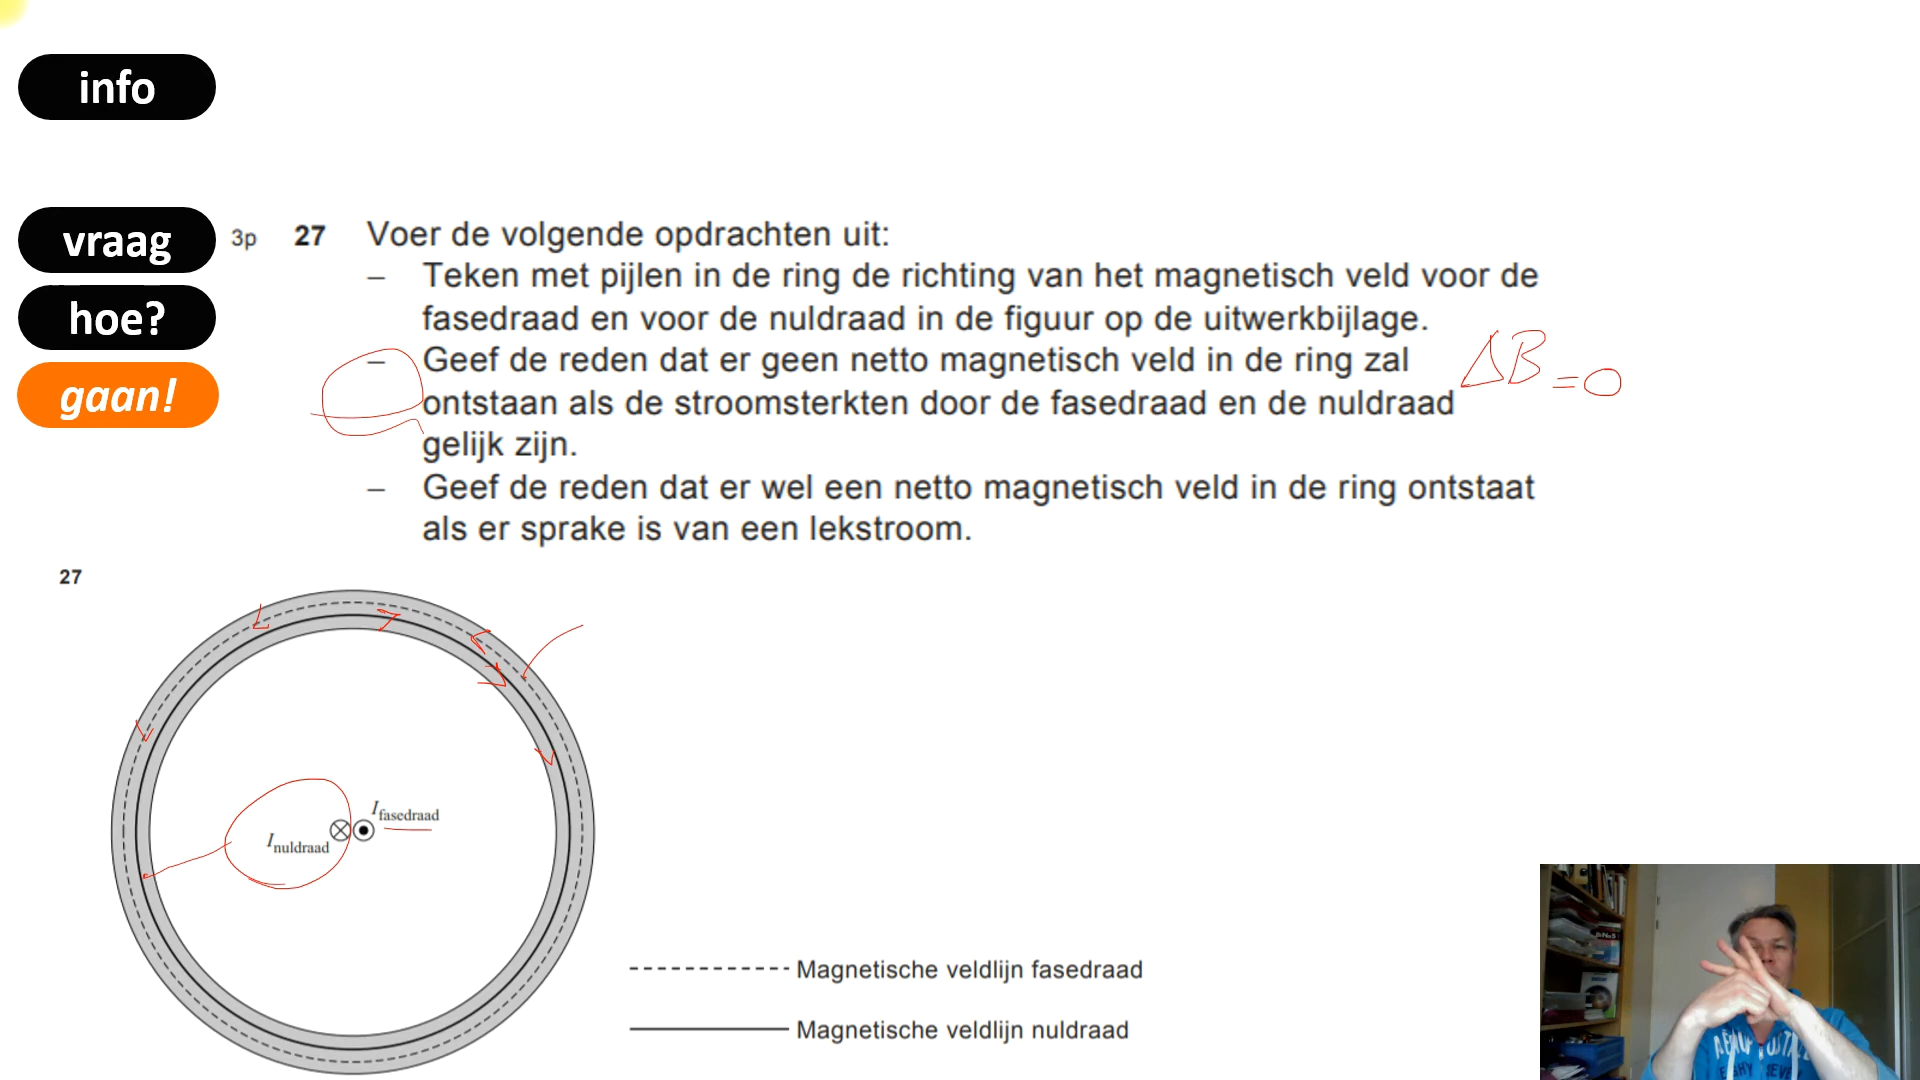 info
vraag
hoe?
gaan!
3p 27 Voer de volgende opdrachten uit:
– Teken met pijlen in de ring de richting van het magnetisch veld voor de
fasedraad en voor de nuldraad in de figuur op de uitwerkbijlage.
– Geef de reden dat er geen netto magnetisch veld in de ring zal
ontstaan als de stroomsterkten door de fasedraad en de nuldraad
gelijk zijn.
ΔB = 0
– Geef de reden dat er wel een netto magnetisch veld in de ring ontstaat
als er sprake is van een lekstroom.
27
I fasedraad
I nuldraad
Magnetische veldlijn fasedraad
Magnetische veldlijn nuldraad